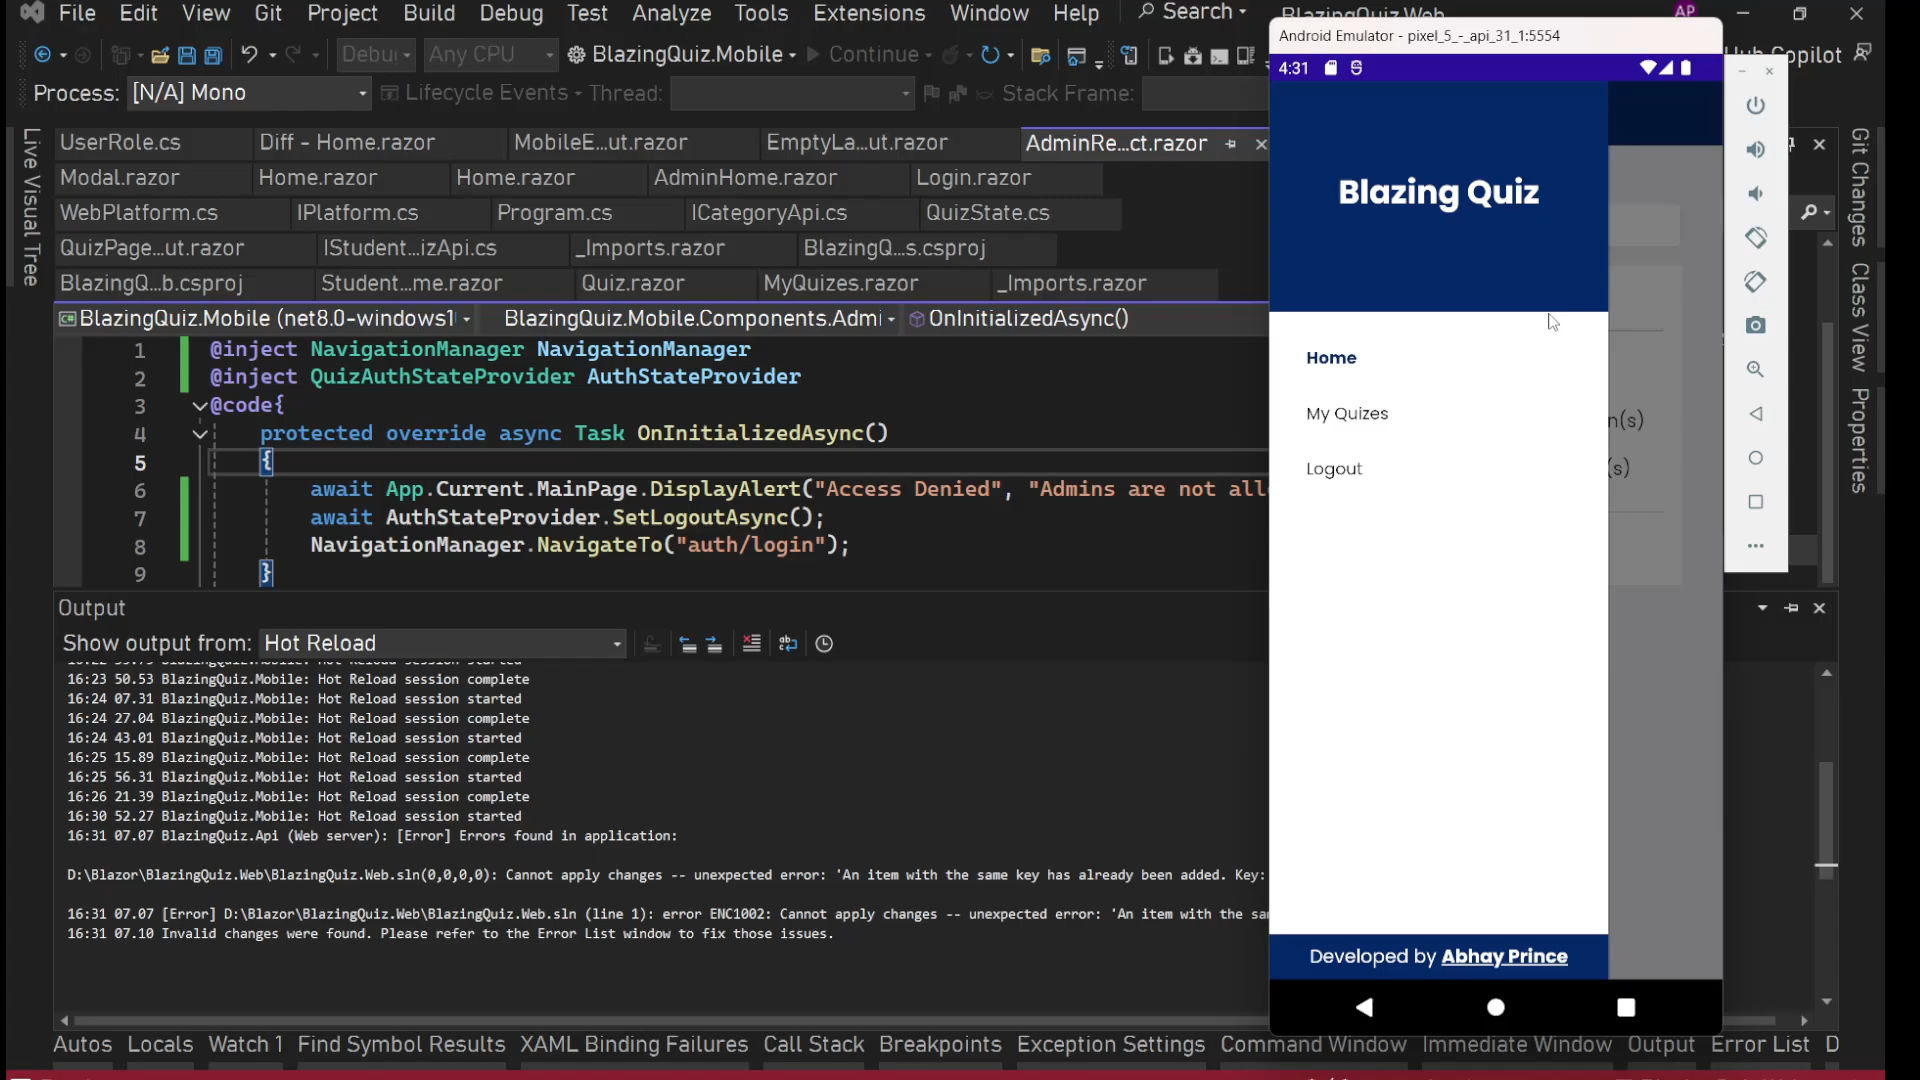 File Edit View Git Project Build Debug Test Analyze Tools Extensions Window Help Search BlazingQuiz.Web AP
Debug Any CPU BlazingQuiz.Mobile Continue Copilot
Process: [N/A] Mono Lifecycle Events Thread: Stack Frame:
Live Visual Tree
UserRole.cs Diff - Home.razor MobileE...ut.razor EmptyLa...ut.razor AdminRe...ct.razor
Modal.razor Home.razor Home.razor AdminHome.razor Login.razor
WebPlatform.cs IPlatform.cs Program.cs ICategoryApi.cs QuizState.cs
QuizPage...ut.razor IStudent...izApi.cs _Imports.razor BlazingQ...s.csproj
BlazingQ...b.csproj Student...me.razor Quiz.razor MyQuizes.razor _Imports.razor
BlazingQuiz.Mobile (net8.0-windows1 BlazingQuiz.Mobile.Components.Admi OnInitializedAsync()
1 @inject NavigationManager NavigationManager
2 @inject QuizAuthStateProvider AuthStateProvider
3 @code{
4 protected override async Task OnInitializedAsync()
5 {
6 await App.Current.MainPage.DisplayAlert("Access Denied", "Admins are not all
7 await AuthStateProvider.SetLogoutAsync();
8 NavigationManager.NavigateTo("auth/login");
9 }
Output
Show output from: Hot Reload
16:23 50.53 BlazingQuiz.Mobile: Hot Reload session complete
16:24 07.31 BlazingQuiz.Mobile: Hot Reload session started
16:24 27.04 BlazingQuiz.Mobile: Hot Reload session complete
16:24 43.01 BlazingQuiz.Mobile: Hot Reload session started
16:25 15.89 BlazingQuiz.Mobile: Hot Reload session complete
16:25 56.31 BlazingQuiz.Mobile: Hot Reload session started
16:26 21.39 BlazingQuiz.Mobile: Hot Reload session complete
16:30 52.27 BlazingQuiz.Mobile: Hot Reload session started
16:31 07.07 BlazingQuiz.Api (Web server): [Error] Errors found in application:
D:\Blazor\BlazingQuiz.Web\BlazingQuiz.Web.sln(0,0,0,0): Cannot apply changes -- unexpected error: 'An item with the same key has already been added. Key:
16:31 07.07 [Error] D:\Blazor\BlazingQuiz.Web\BlazingQuiz.Web.sln (line 1): error ENC1002: Cannot apply changes -- unexpected error: 'An item with the sa
16:31 07.10 Invalid changes were found. Please refer to the Error List window to fix those issues.
Autos Locals Watch 1 Find Symbol Results XAML Binding Failures Call Stack Breakpoints Exception Settings Command Window Immediate Window Output Error List D
Android Emulator - pixel_5_-_api_31_1:5554
4:31
Blazing Quiz
Home
My Quizes
Logout
n(s)
(s)
Developed by Abhay Prince
Git Changes
Class View
Properties